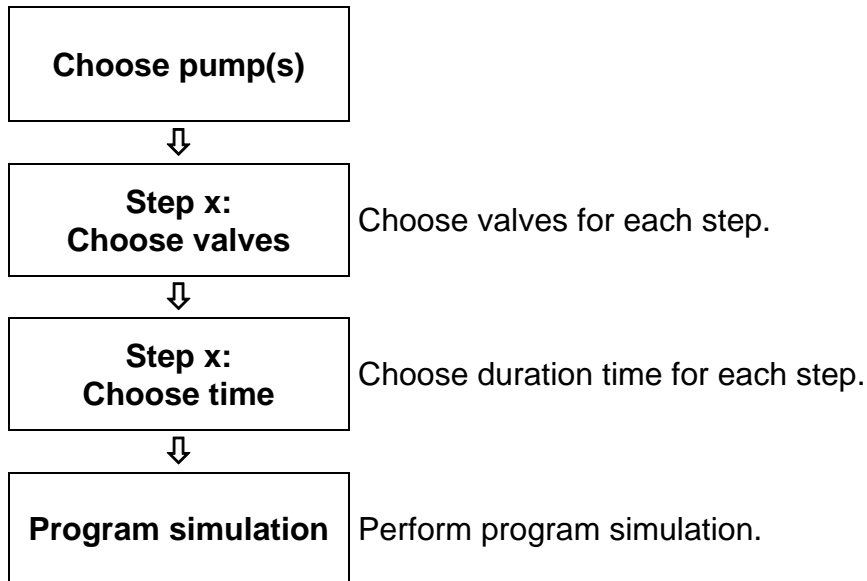 Choose pump(s)
Step x:
Choose valves
Choose valves for each step.
Step x:
Choose time
Choose duration time for each step.
Program simulation
Perform program simulation.